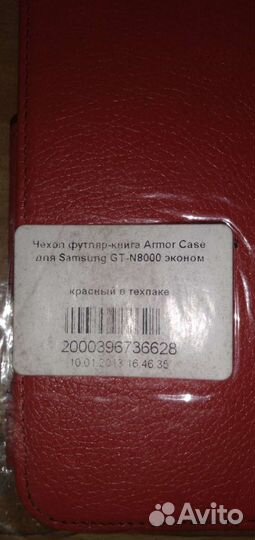 Чехол футляр-книга Armor Case
для Samsung GT-N8000 эконом
красный в техпаке
2000396736628
10.01.2013 16:46:35
Avito